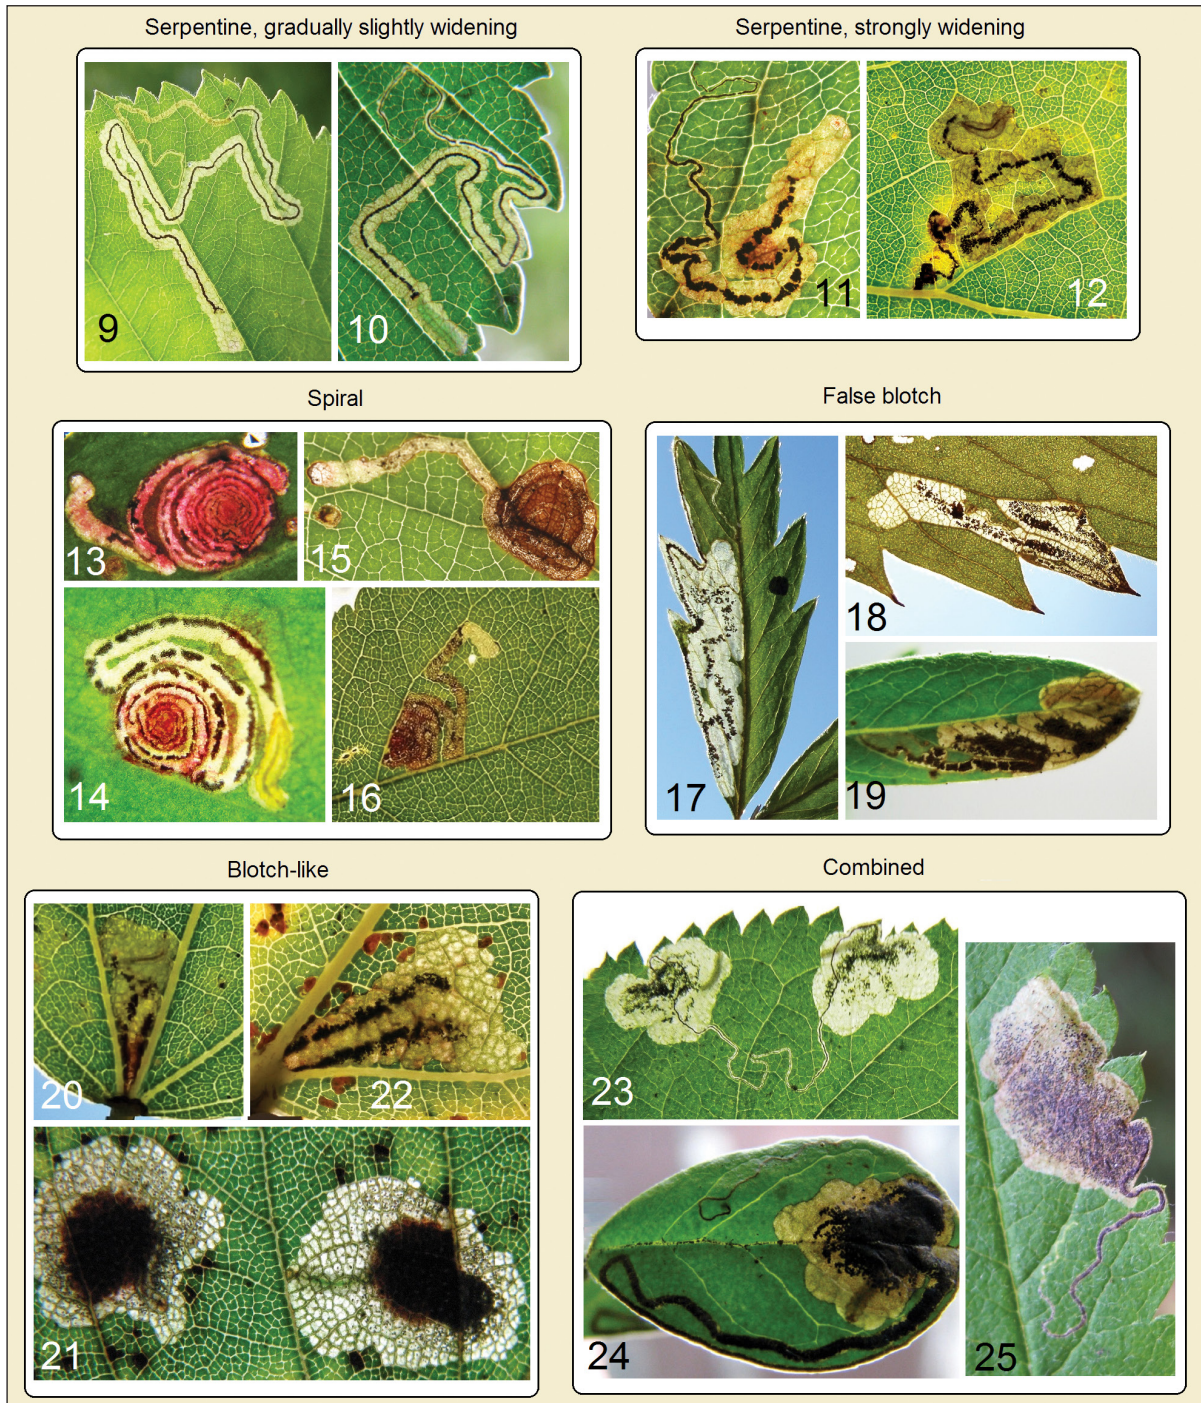 Serpentine, gradually slightly widening
Serpentine, strongly widening
9
10
11
12
Spiral
False blotch
13
15
14
16
17
18
19
Blotch-like
Combined
20
22
21
23
24
25